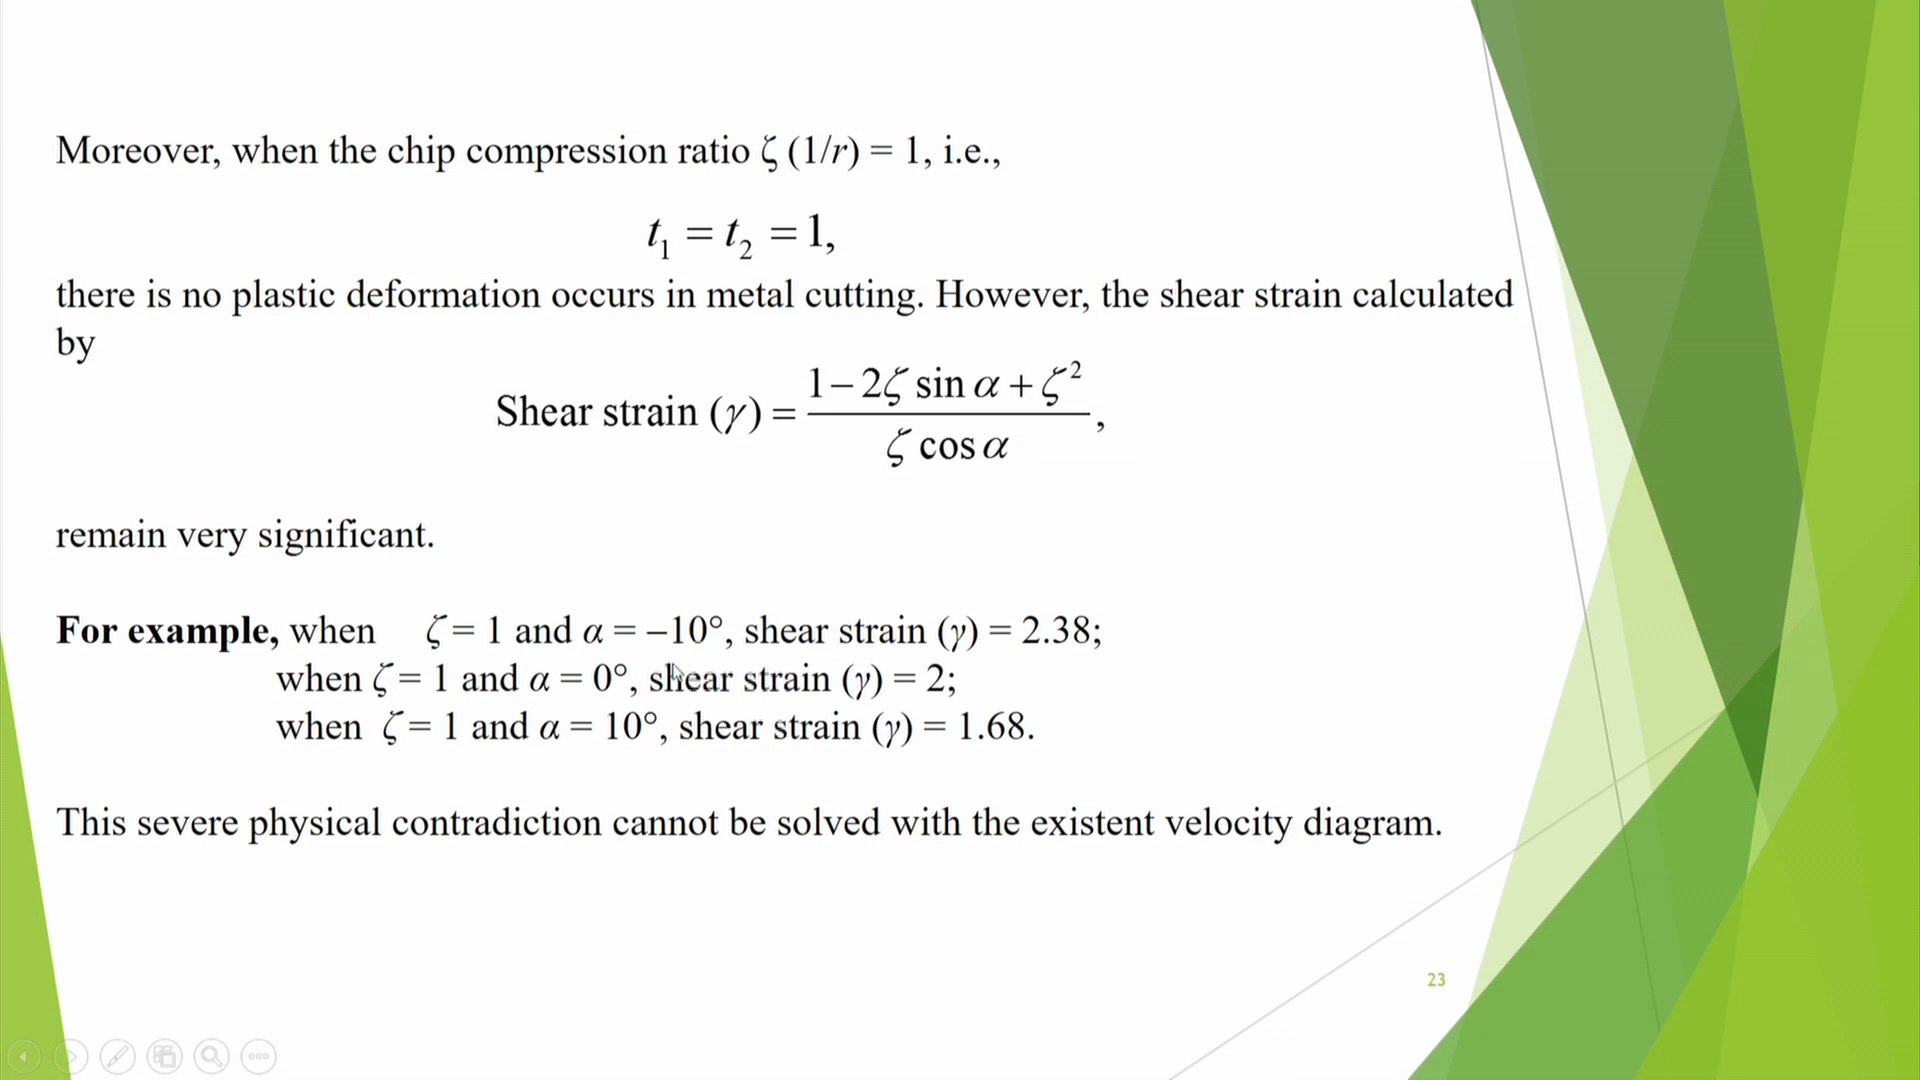 Moreover, when the chip compression ratio ζ (1/r) = 1, i.e.,
t₁ = t₂ = 1,
there is no plastic deformation occurs in metal cutting. However, the shear strain calculated
by
Shear strain (γ) = (1 − 2ζ sin α + ζ²) / (ζ cos α),
remain very significant.
For example, when ζ = 1 and α = –10°, shear strain (γ) = 2.38;
when ζ = 1 and α = 0°, shear strain (γ) = 2;
when ζ = 1 and α = 10°, shear strain (γ) = 1.68.
This severe physical contradiction cannot be solved with the existent velocity diagram.
23